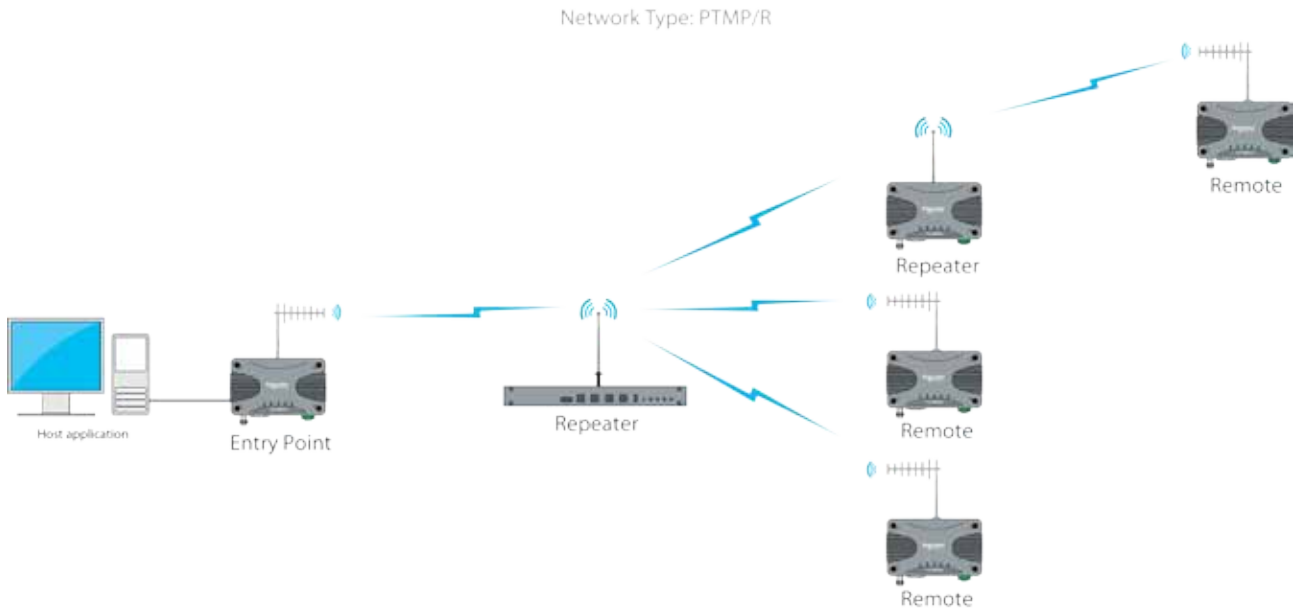 Network Type: PTMP/R
Remote
Repeater
Host application
Entry Point
Repeater
Remote
Remote